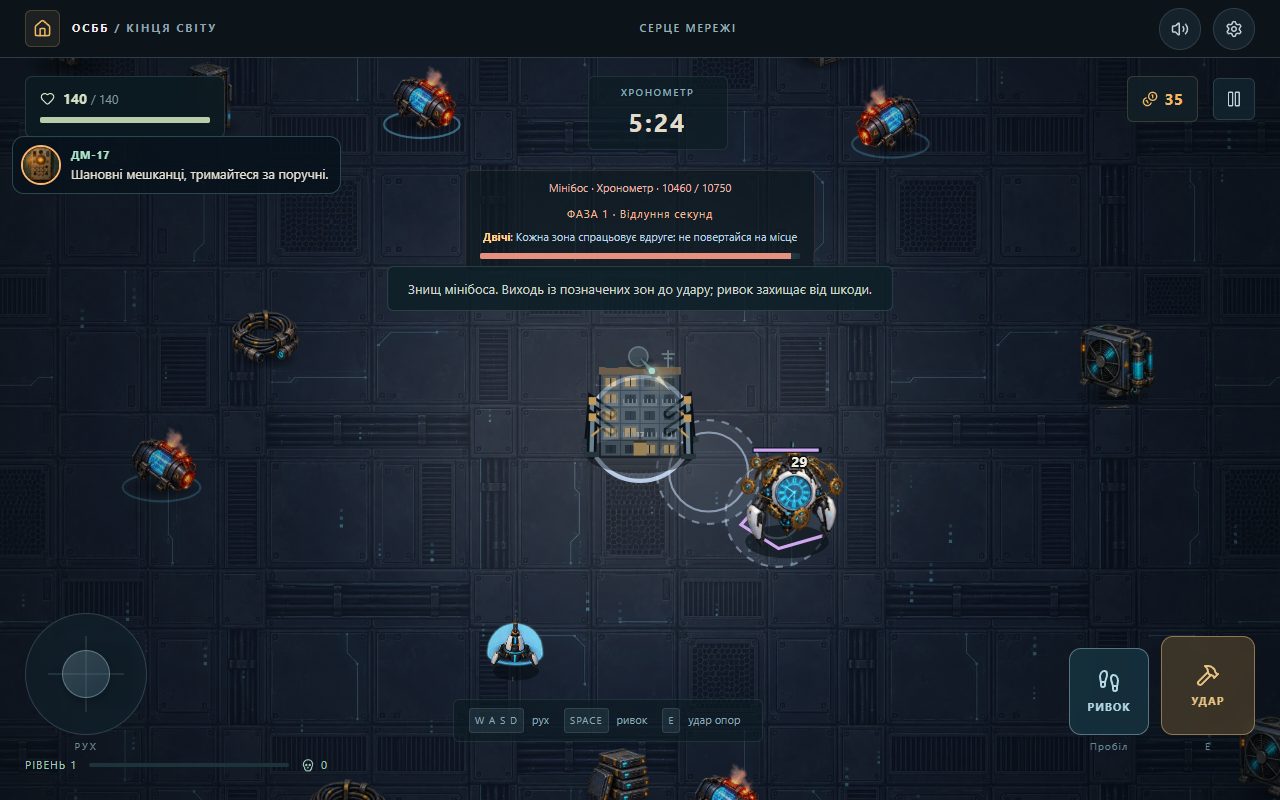 ОСББ / КІНЦЯ СВІТУ
СЕРЦЕ МЕРЕЖІ
140 / 140
ХРОНОМЕТР
5:24
35
ДМ-17
Шановні мешканці, тримайтеся за поручні.
Мінібос · Хронометр · 10460 / 10750
ФАЗА 1 · Відлуння секунд
Двічі: Кожна зона спрацьовує вдруге: не повертайся на місце
Знищ мінібоса. Виходь із позначених зон до удару; ривок захищає від шкоди.
29
РИВОК
УДАР
W A S D рух SPACE ривок E удар опор
РУХ
Пробіл
E
РІВЕНЬ 1
0